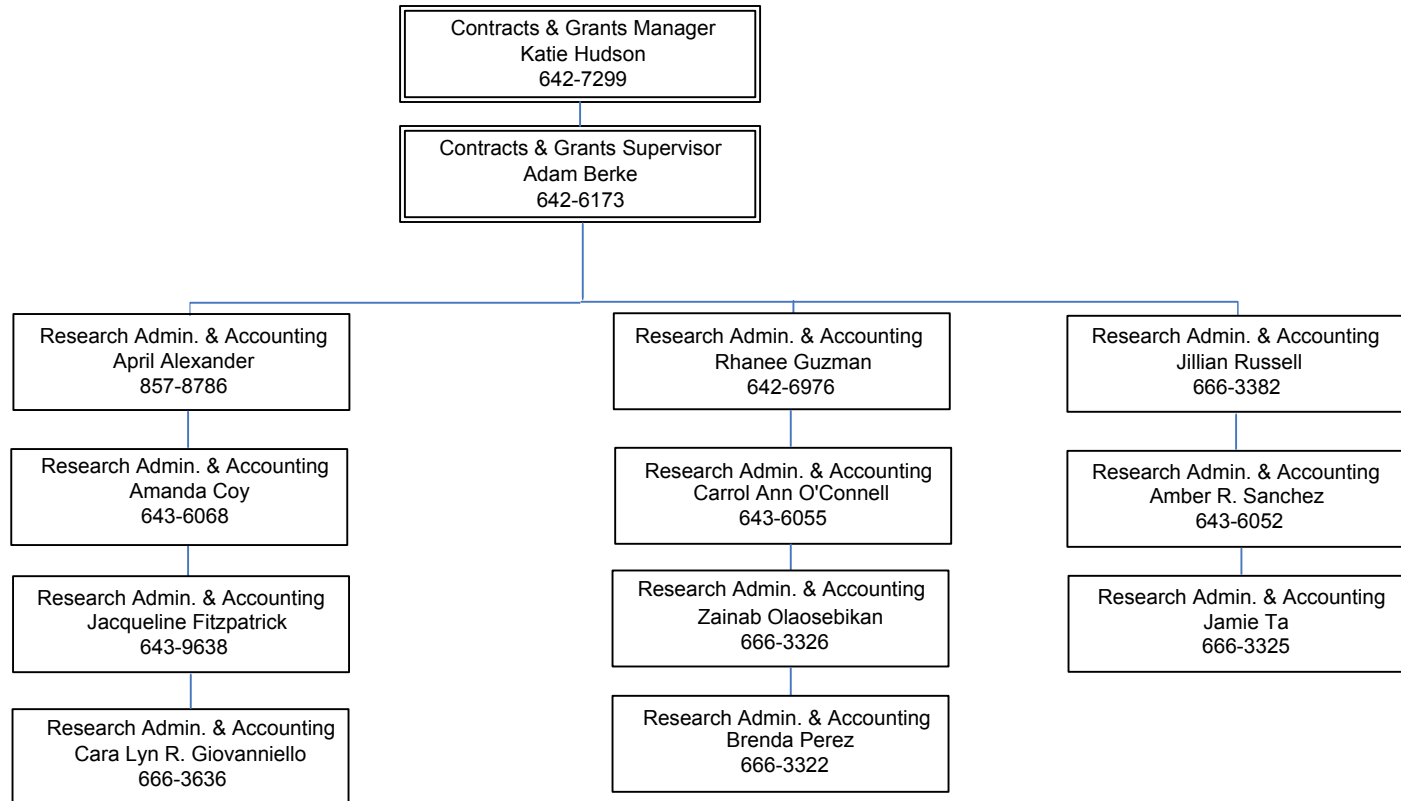 Contracts & Grants Manager
Katie Hudson
642-7299
Contracts & Grants Supervisor
Adam Berke
642-6173
Research Admin. & Accounting
April Alexander
857-8786
Research Admin. & Accounting
Amanda Coy
643-6068
Research Admin. & Accounting
Jacqueline Fitzpatrick
643-9638
Research Admin. & Accounting
Cara Lyn R. Giovanniello
666-3636
Research Admin. & Accounting
Rhanee Guzman
642-6976
Research Admin. & Accounting
Carrol Ann O'Connell
643-6055
Research Admin. & Accounting
Zainab Olaosebikan
666-3326
Research Admin. & Accounting
Brenda Perez
666-3322
Research Admin. & Accounting
Jillian Russell
666-3382
Research Admin. & Accounting
Amber R. Sanchez
643-6052
Research Admin. & Accounting
Jamie Ta
666-3325